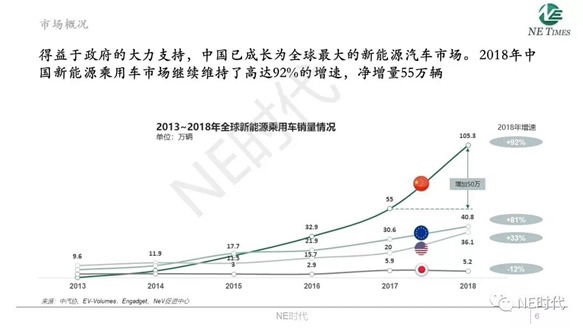 市场概况
NE TIMES
得益于政府的大力支持，中国已成长为全球最大的新能源汽车市场。2018年中
国新能源乘用车市场继续维持了高达92%的增速，净增量55万辆
NE时代
2013~2018年全球新能源乘用车销量情况
单位：万辆
2018年增速
105.3
+92%
增加50万
55
40.8
+61%
32.9
30.6
36.1
+33%
17.7
21.9
20
9.6
11.9
11.5
15.7
3
2.9
5.9
5.2
-12%
2013
2014
2015
2016
2017
2018
来源：中汽协、EV-Volumes、Engadget、NeV促进中心
NE时代
NE时代
6